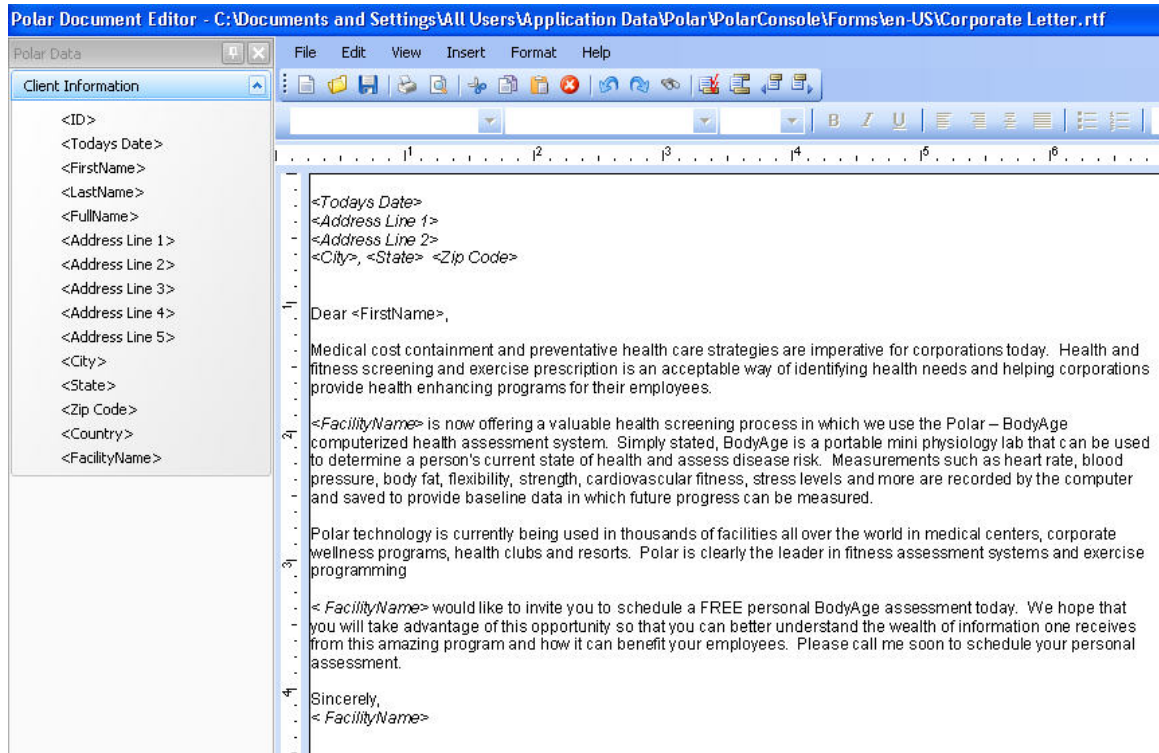 Polar Document Editor - C:\Documents and Settings\All Users\Application Data\Polar\PolarConsole\Forms\en-US\Corporate Letter.rtf
Polar Data
File Edit View Insert Format Help
Client Information
<ID>
<Todays Date>
<FirstName>
<LastName>
<FullName>
<Address Line 1>
<Address Line 2>
<Address Line 3>
<Address Line 4>
<Address Line 5>
<City>
<State>
<Zip Code>
<Country>
<FacilityName>
B I U
1 2 3 4 5 6
1
2
3
4
<Todays Date>
<Address Line 1>
<Address Line 2>
<City>, <State> <Zip Code>
Dear <FirstName>,
Medical cost containment and preventative health care strategies are imperative for corporations today. Health and
fitness screening and exercise prescription is an acceptable way of identifying health needs and helping corporations
provide health enhancing programs for their employees.
<FacilityName> is now offering a valuable health screening process in which we use the Polar – BodyAge
computerized health assessment system. Simply stated, BodyAge is a portable mini physiology lab that can be used
to determine a person's current state of health and assess disease risk. Measurements such as heart rate, blood
pressure, body fat, flexibility, strength, cardiovascular fitness, stress levels and more are recorded by the computer
and saved to provide baseline data in which future progress can be measured.
Polar technology is currently being used in thousands of facilities all over the world in medical centers, corporate
wellness programs, health clubs and resorts. Polar is clearly the leader in fitness assessment systems and exercise
programming
< FacilityName> would like to invite you to schedule a FREE personal BodyAge assessment today. We hope that
you will take advantage of this opportunity so that you can better understand the wealth of information one receives
from this amazing program and how it can benefit your employees. Please call me soon to schedule your personal
assessment.
Sincerely,
< FacilityName>